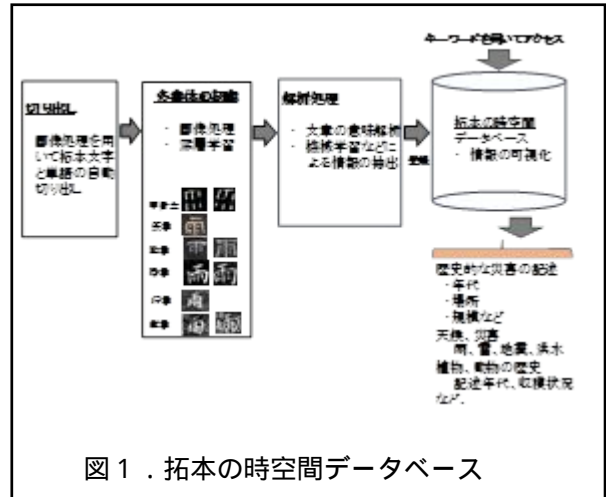 キーワードを用いてアクセス
切り出し
画像処理を用
いて拓本文字
と単語の自動
切り出し
・ 画像処理
・ 深層学習
解析処理
・ 文章の意味解析
・ 機械学習などに
よる情報の抽出
登録
拓本の時空間
データベース
・ 情報の可視化
雨
雨
雨
雨
雨
雨
歴史的な災害の記述
・年代
・場所
・規模など
天候、災害
雨、雷、地震、洪水
植物、動物の歴史
記述年代、収穫状況
など.
図1.拓本の時空間データベース